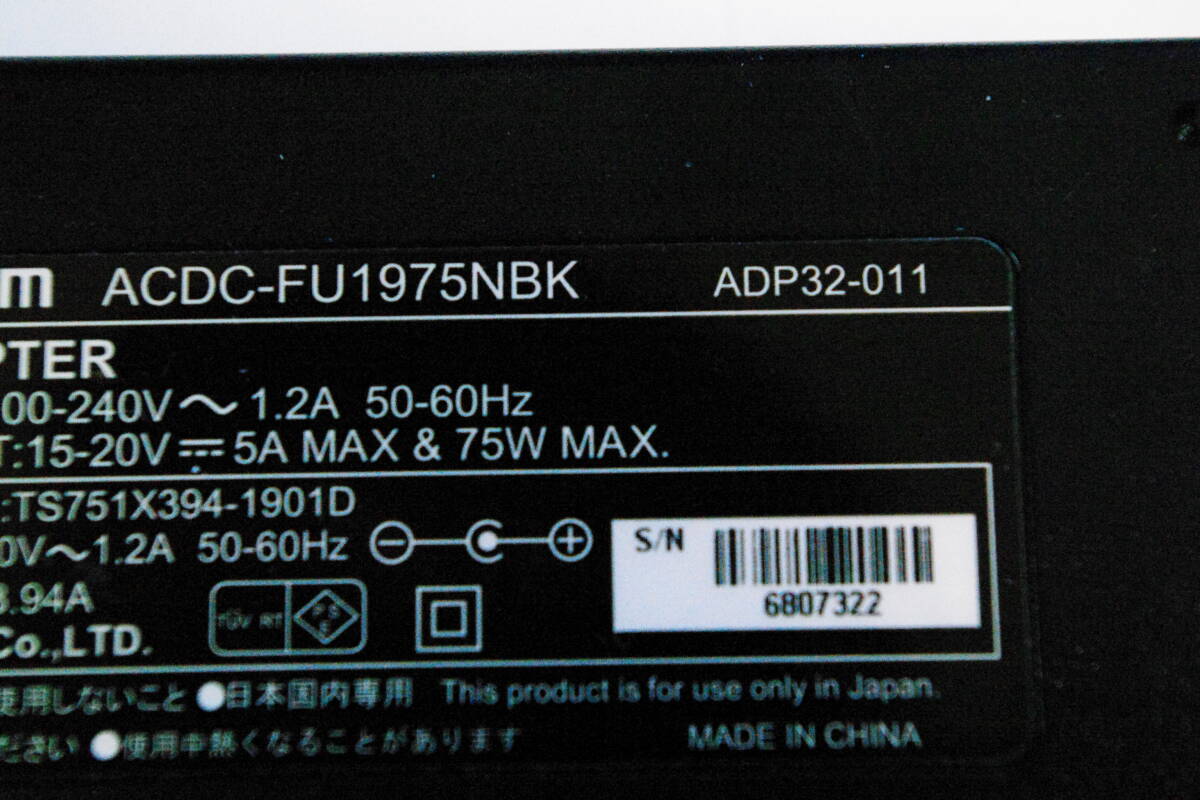 m ACDC-FU1975NBK ADP32-011
PTER
00-240V～1.2A 50-60Hz
T:15-20V⎓5A MAX & 75W MAX.
:TS751X394-1901D
0V～1.2A 50-60Hz
3.94A
Co.,LTD.
TÜV
PSE
S/N
6807322
使用しないこと ●日本国内専用 This product is for use only in Japan.
ださい ●使用中熱くなることがあります MADE IN CHINA